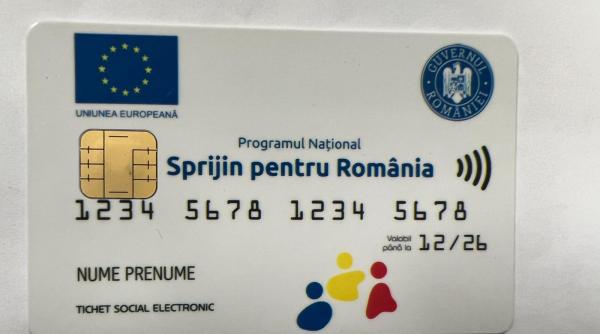 UNIUNEA EUROPEANĂ
GUVERNUL ROMÂNIEI
Programul Național
Sprijin pentru România
1234 5678 1234 5678
Valabil
până la 12/26
NUME PRENUME
TICHET SOCIAL ELECTRONIC